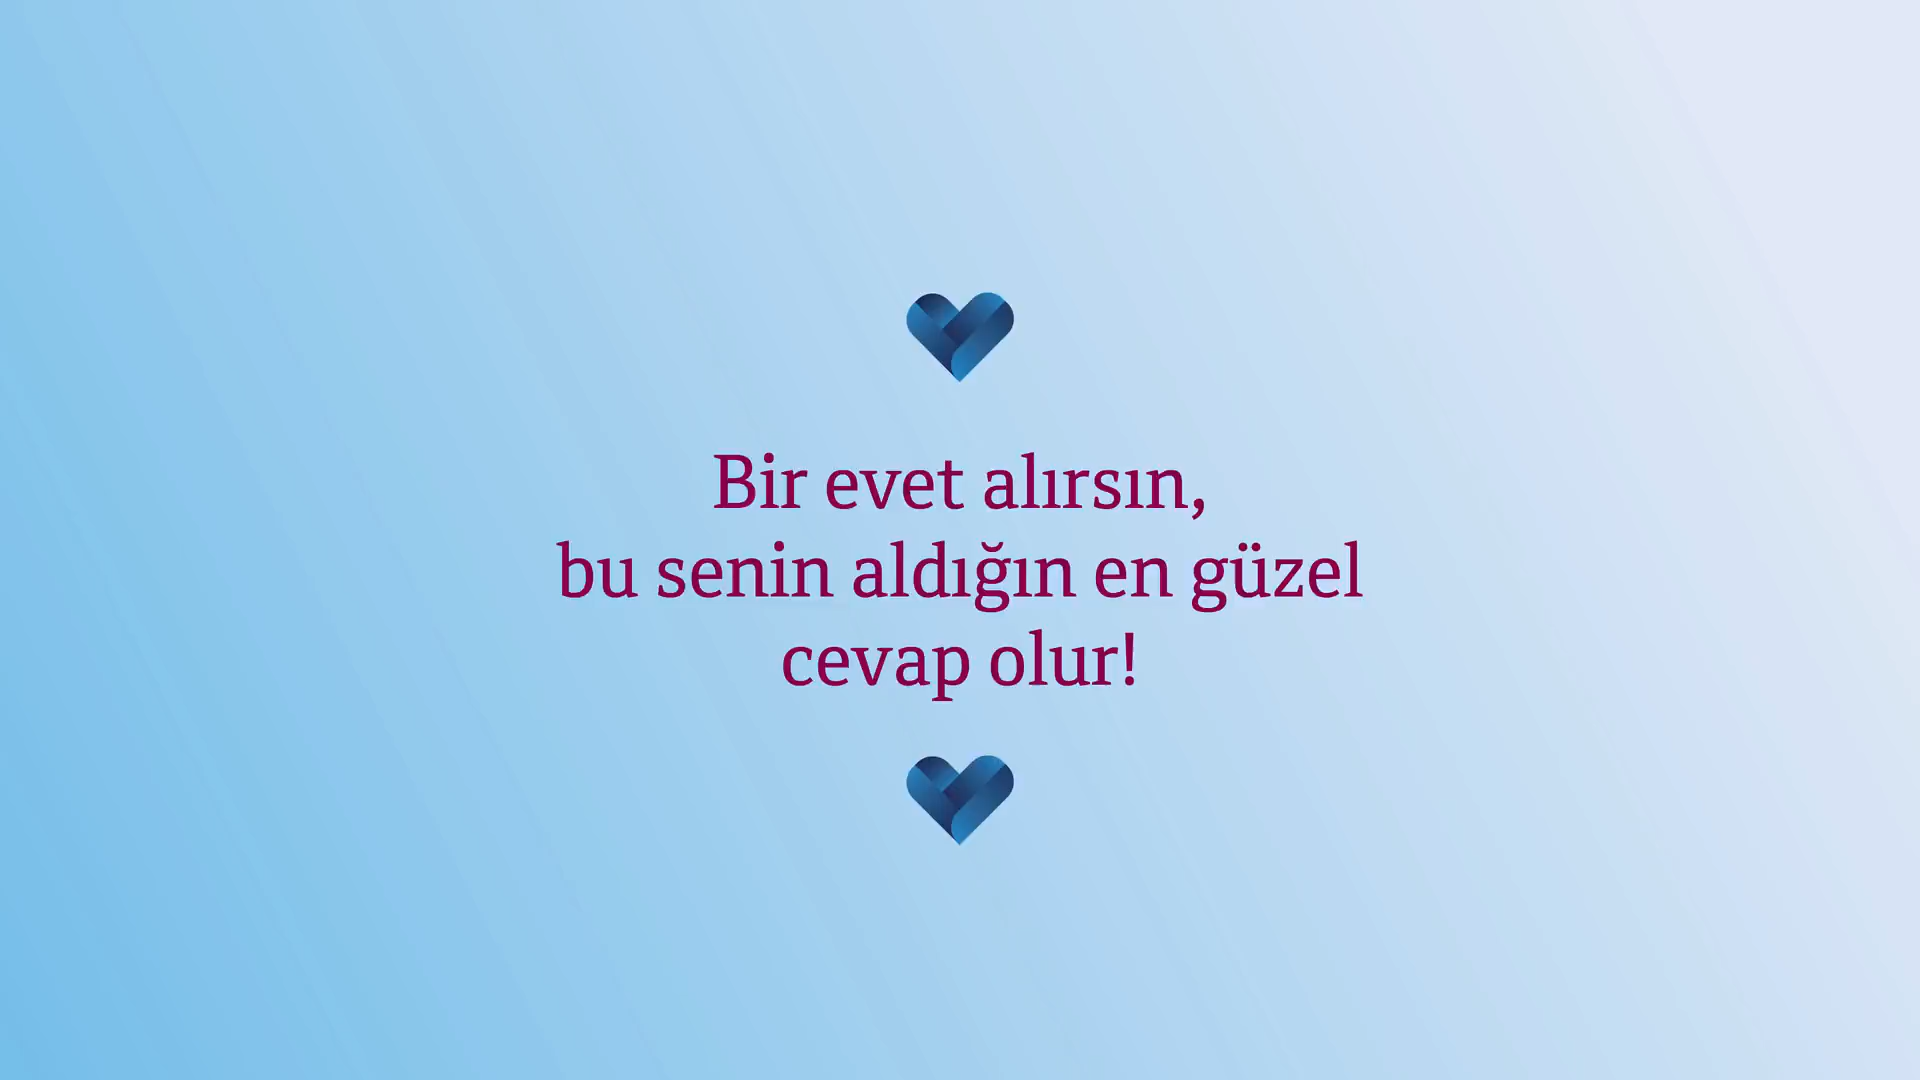 Bir evet alırsın,
bu senin aldığın en güzel
cevap olur!